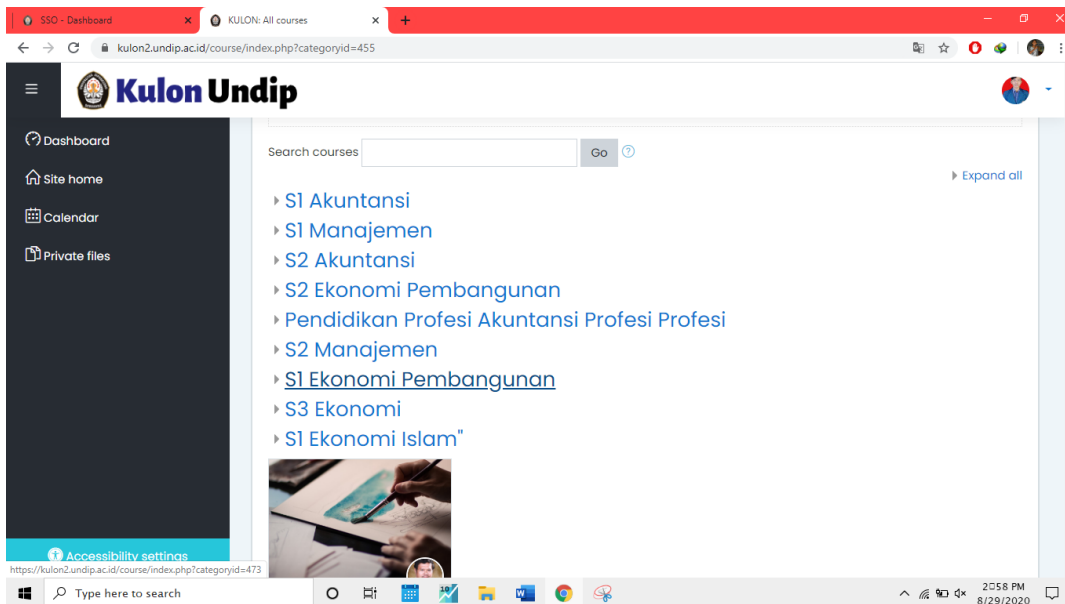 SSO - Dashboard
KULON: All courses
kulon2.undip.ac.id/course/index.php?categoryid=455
Kulon Undip
Dashboard
Site home
Calendar
Private files
Search courses
Go
Expand all
S1 Akuntansi
S1 Manajemen
S2 Akuntansi
S2 Ekonomi Pembangunan
Pendidikan Profesi Akuntansi Profesi Profesi
S2 Manajemen
S1 Ekonomi Pembangunan
S3 Ekonomi
S1 Ekonomi Islam"
Accessibility settings
https://kulon2.undip.ac.id/course/index.php?categoryid=473
Type here to search
2▯58 PM
8/29/2020